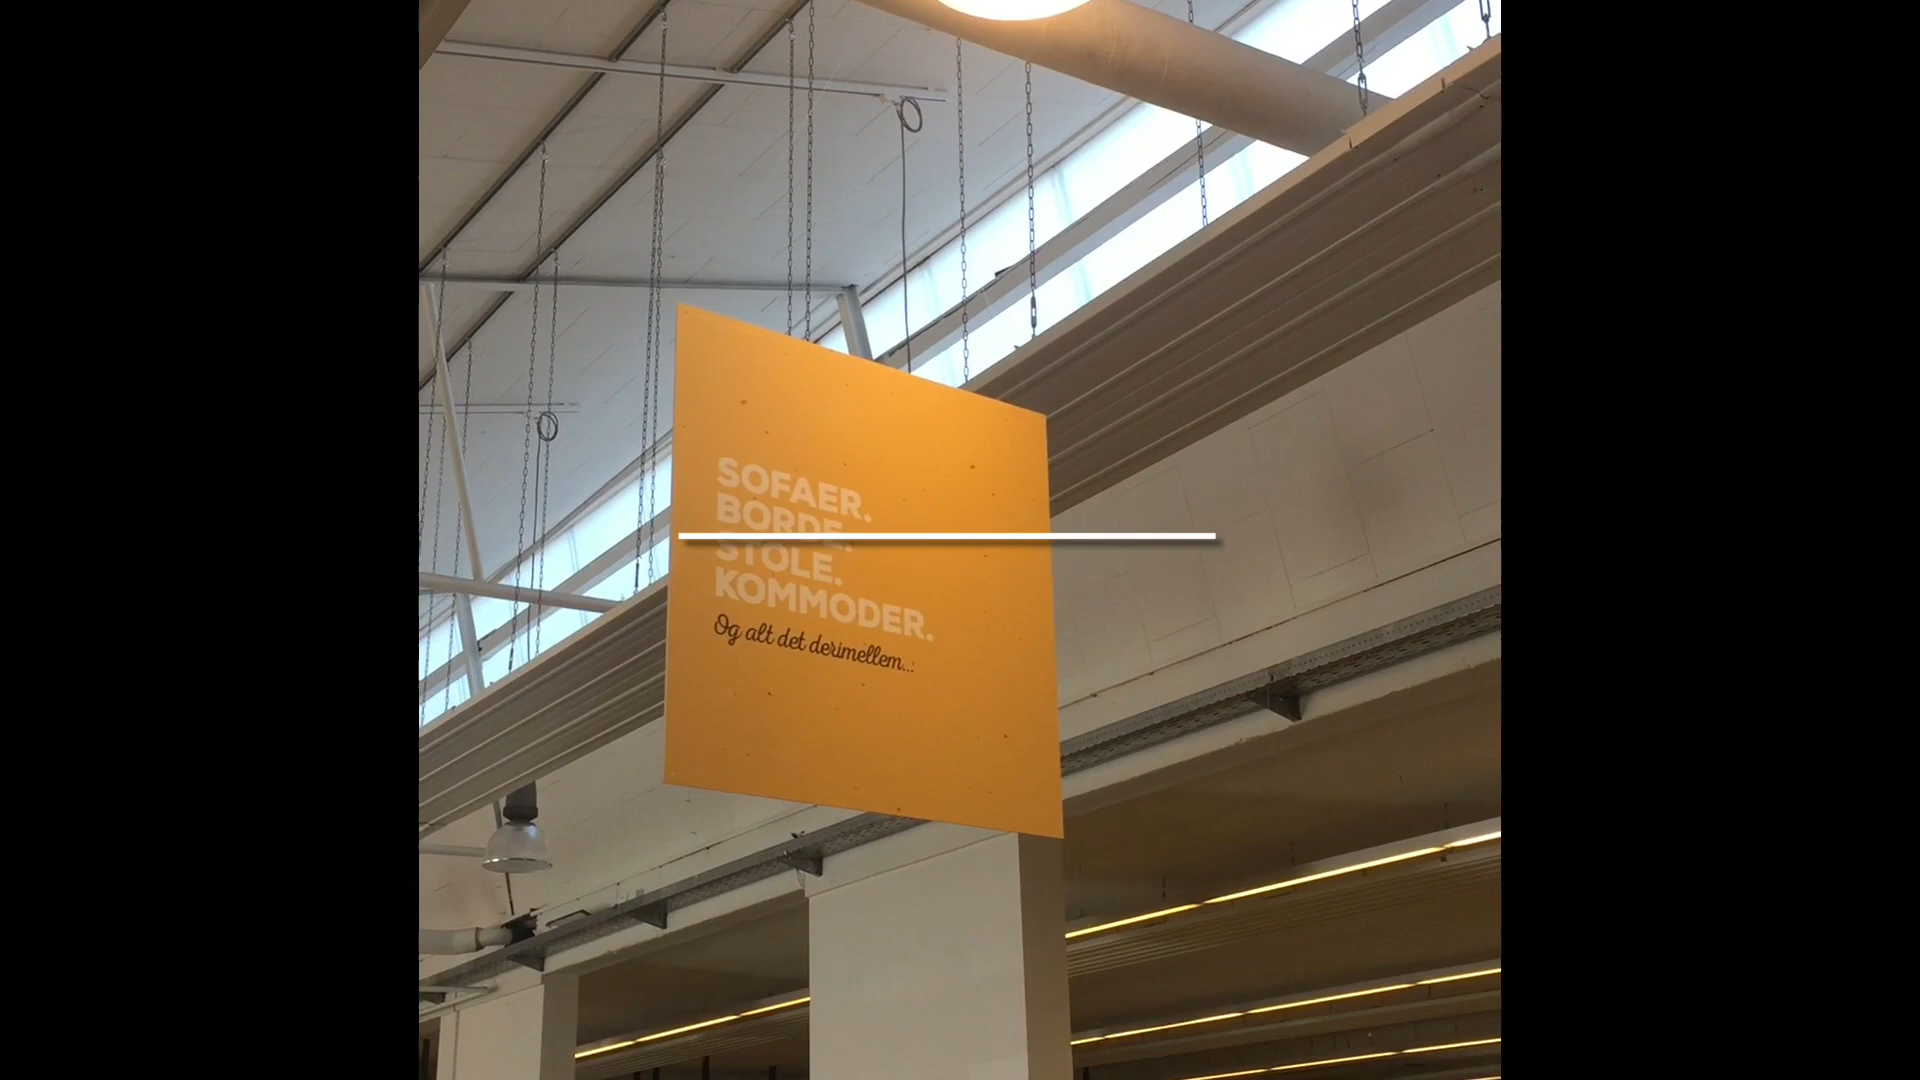 SOFAER.
BORDE.
STOLE.
KOMMODER.
Og alt det derimellem...